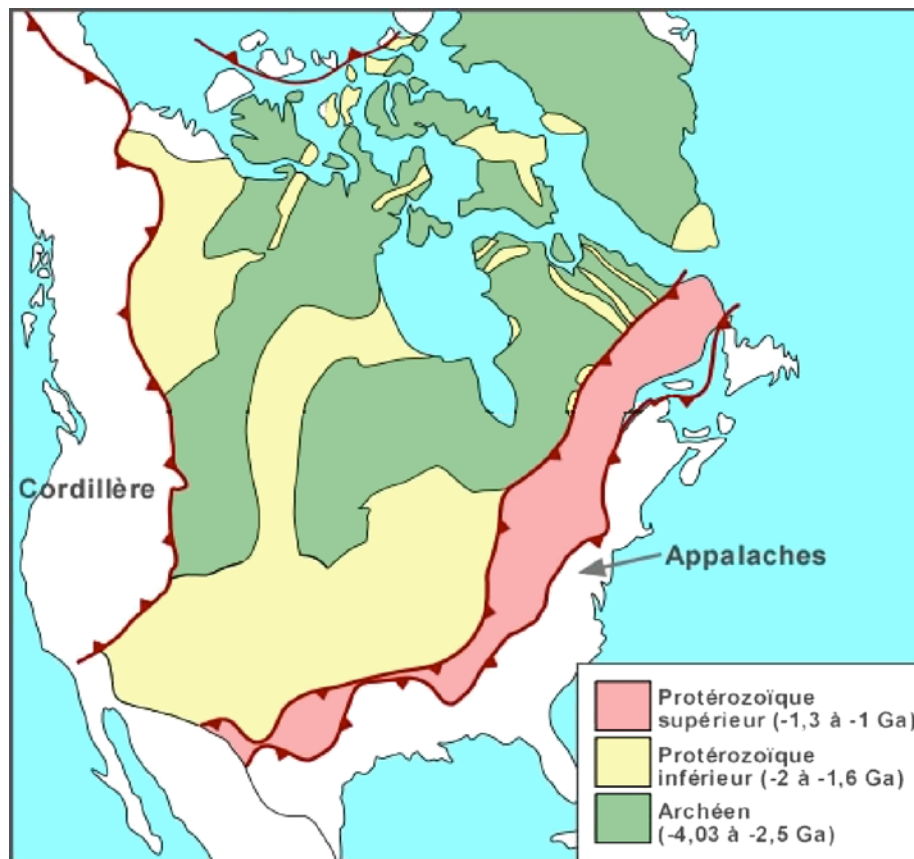 Cordillère
Appalaches
Protérozoïque
supérieur (-1,3 à -1 Ga)
Protérozoïque
inférieur (-2 à -1,6 Ga)
Archéen
(-4,03 à -2,5 Ga)